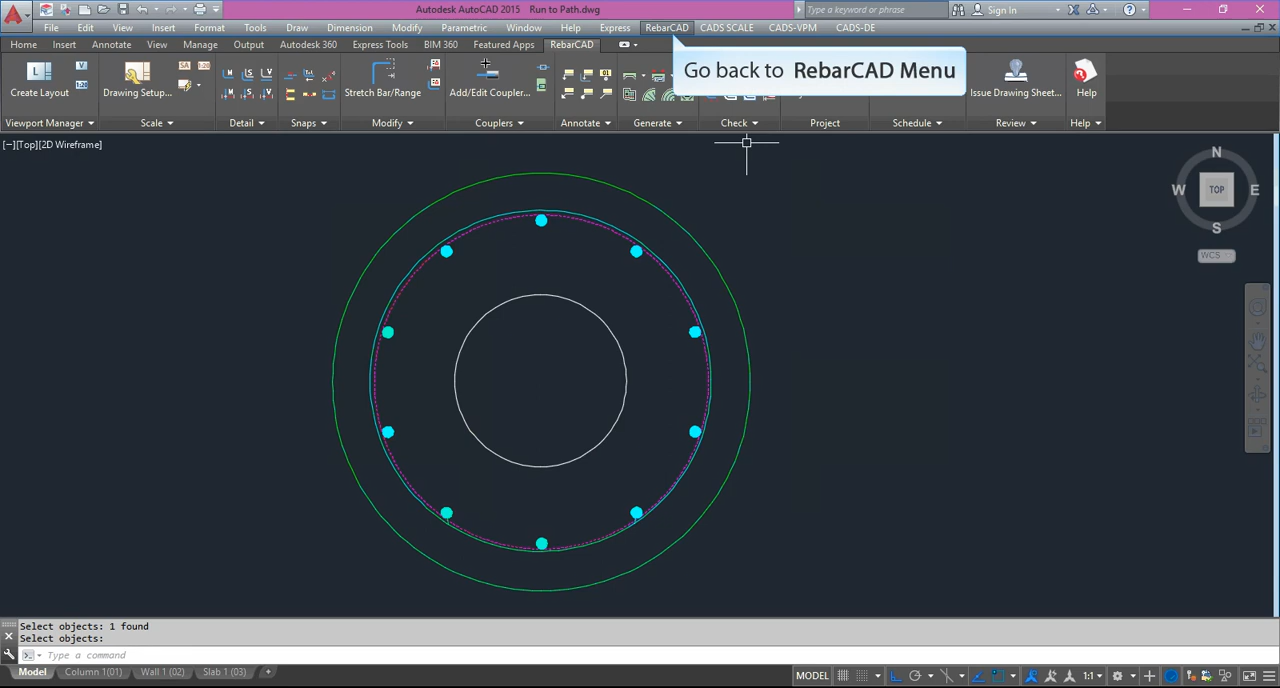 Autodesk AutoCAD 2015 Run to Path.dwg
Type a keyword or phrase
Sign In
File Edit View Insert Format Tools Draw Dimension Modify Parametric Window Help Express RebarCAD CADS SCALE CADS-VPM CADS-DE
Home Insert Annotate View Manage Output Autodesk 360 Express Tools BIM 360 Featured Apps RebarCAD
Go back to RebarCAD Menu
Create Layout Drawing Setup... Stretch Bar/Range Add/Edit Coupler... Issue Drawing Sheet... Help
Viewport Manager Scale Detail Snaps Modify Couplers Annotate Generate Check Project Schedule Review Help
[−][Top][2D Wireframe]
N
W TOP E
S
WCS
Select objects: 1 found
Select objects:
Type a command
Model Column 1(01) Wall 1 (02) Slab 1 (03) +
MODEL 1:1